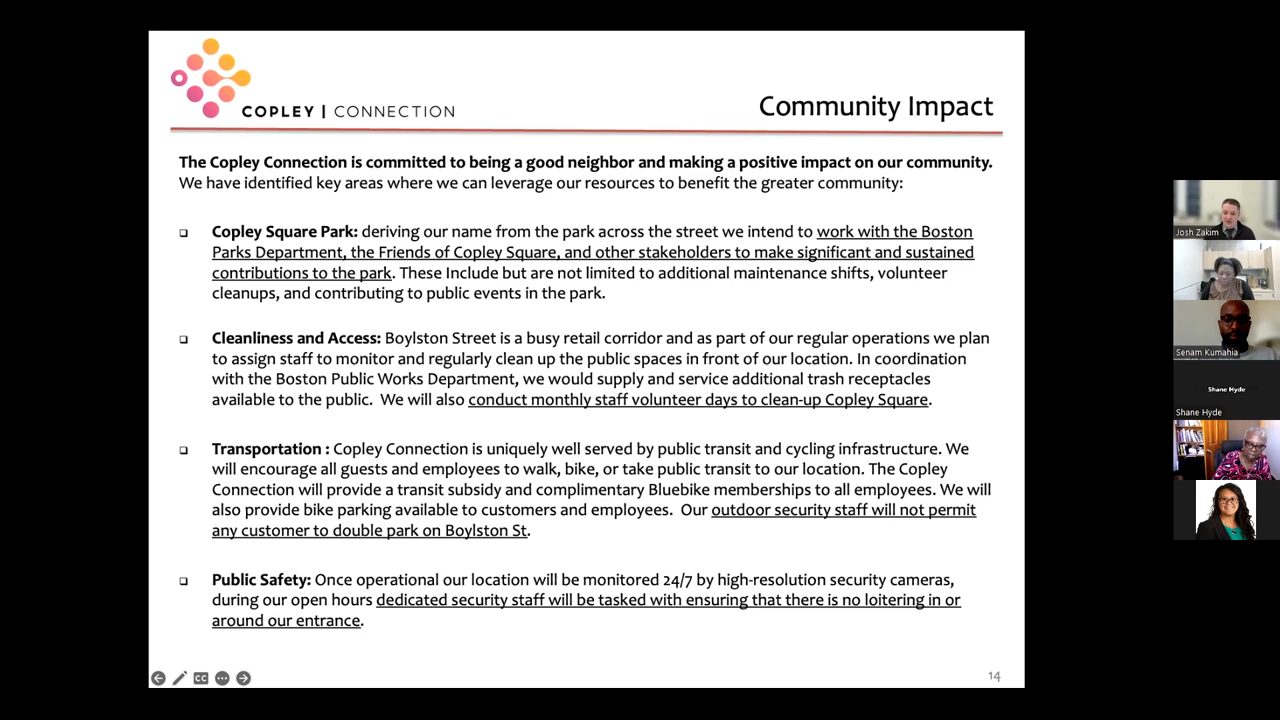 COPLEY | CONNECTION
Community Impact
The Copley Connection is committed to being a good neighbor and making a positive impact on our community.
We have identified key areas where we can leverage our resources to benefit the greater community:
❑ Copley Square Park: deriving our name from the park across the street we intend to work with the Boston
Parks Department, the Friends of Copley Square, and other stakeholders to make significant and sustained
contributions to the park. These Include but are not limited to additional maintenance shifts, volunteer
cleanups, and contributing to public events in the park.
❑ Cleanliness and Access: Boylston Street is a busy retail corridor and as part of our regular operations we plan
to assign staff to monitor and regularly clean up the public spaces in front of our location. In coordination
with the Boston Public Works Department, we would supply and service additional trash receptacles
available to the public. We will also conduct monthly staff volunteer days to clean-up Copley Square.
❑ Transportation : Copley Connection is uniquely well served by public transit and cycling infrastructure. We
will encourage all guests and employees to walk, bike, or take public transit to our location. The Copley
Connection will provide a transit subsidy and complimentary Bluebike memberships to all employees. We will
also provide bike parking available to customers and employees. Our outdoor security staff will not permit
any customer to double park on Boylston St.
❑ Public Safety: Once operational our location will be monitored 24/7 by high-resolution security cameras,
during our open hours dedicated security staff will be tasked with ensuring that there is no loitering in or
around our entrance.
CC
14
Josh Zakim
Senam Kumahia
Shane Hyde
Shane Hyde